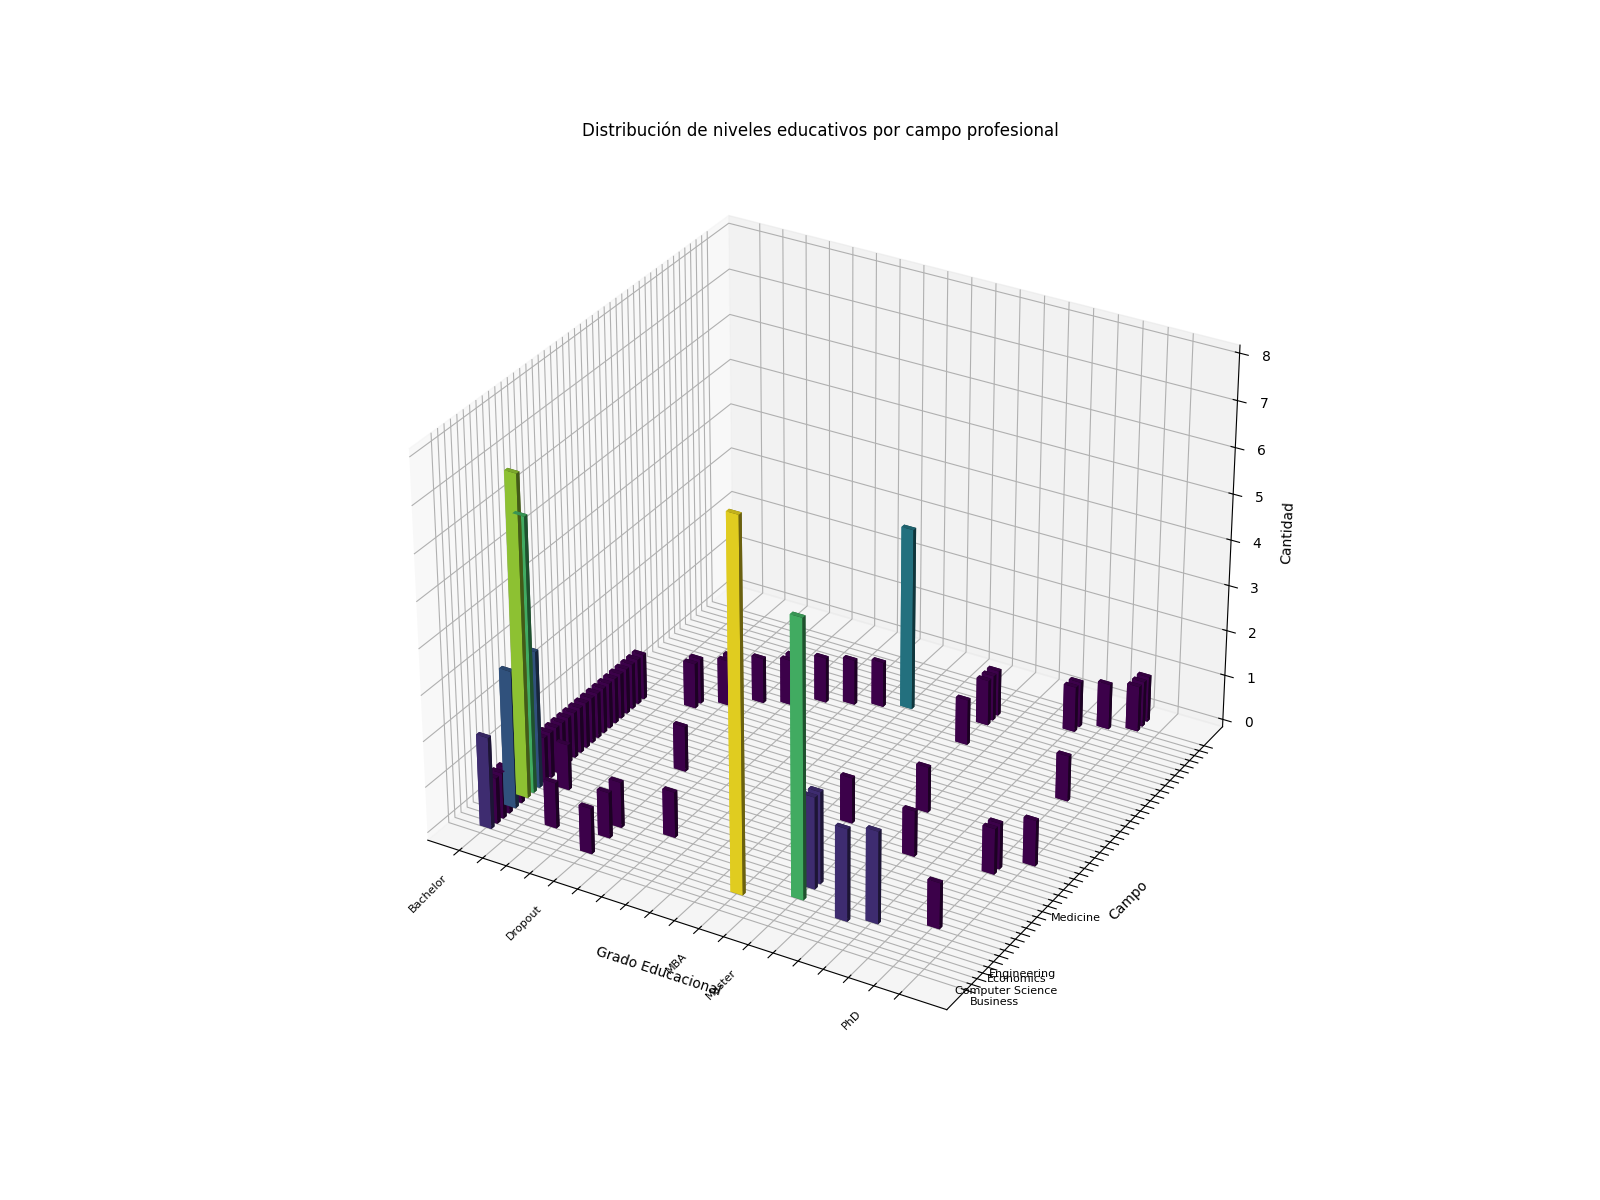 Distribución de niveles educativos por campo profesional
8
7
6
5
4
3
2
1
0
Cantidad
Bachelor
Dropout
MBA
Master
PhD
Grado Educacional
Campo
Medicine
Engineering
Economics
Computer Science
Business